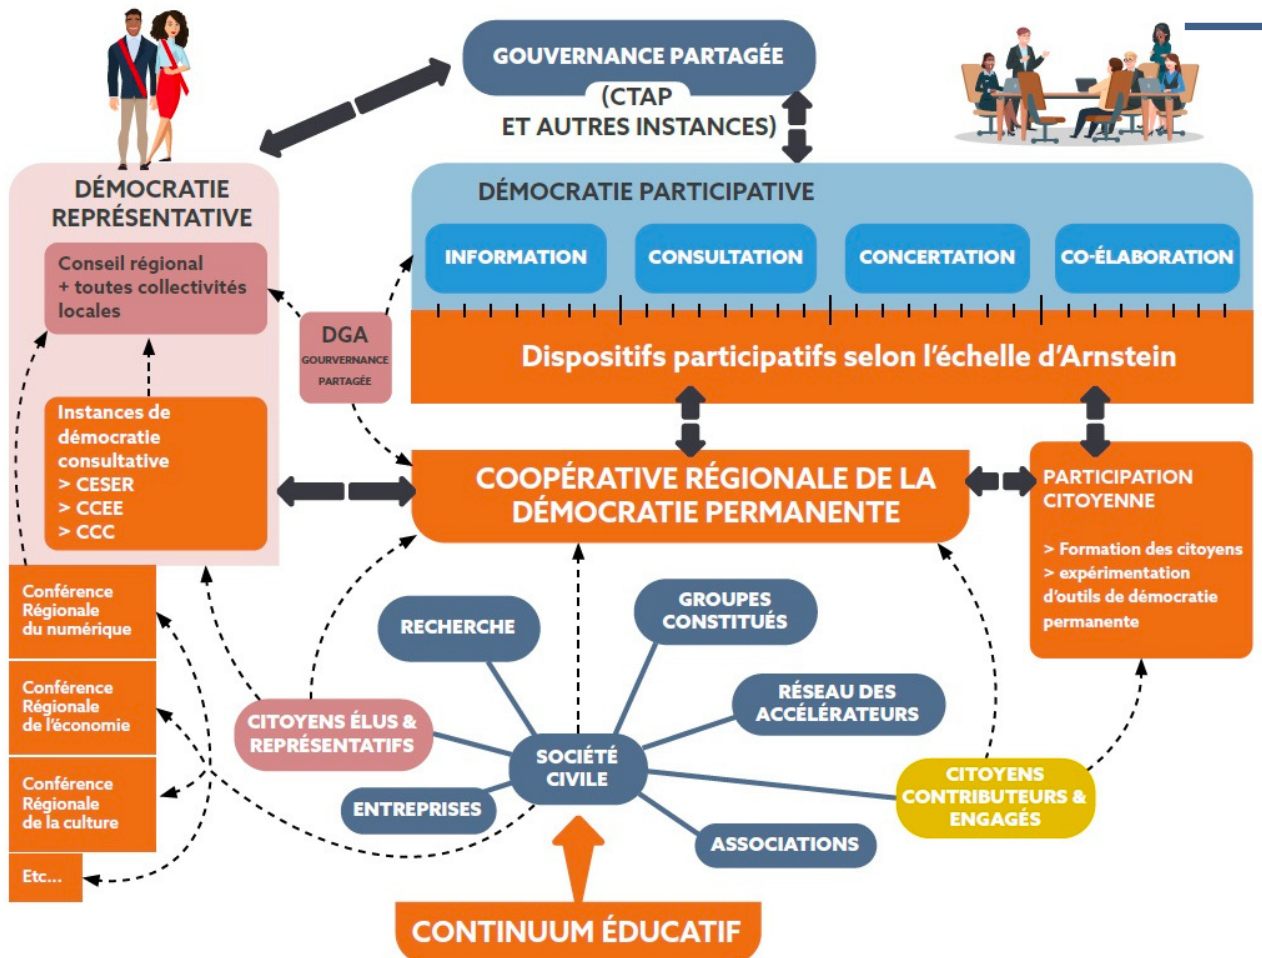 GOUVERNANCE PARTAGÉE
(CTAP
ET AUTRES INSTANCES)
DÉMOCRATIE
REPRÉSENTATIVE
Conseil régional
+ toutes collectivités
locales
Instances de
démocratie
consultative
> CESER
> CCEE
> CCC
DGA
GOURVERNANCE
PARTAGÉE
DÉMOCRATIE PARTICIPATIVE
INFORMATION
CONSULTATION
CONCERTATION
CO-ÉLABORATION
Dispositifs participatifs selon l'échelle d'Arnstein
COOPÉRATIVE RÉGIONALE DE LA
DÉMOCRATIE PERMANENTE
PARTICIPATION
CITOYENNE
> Formation des citoyens
> expérimentation
d'outils de démocratie
permanente
Conférence
Régionale
du numérique
Conférence
Régionale
de l'économie
Conférence
Régionale
de la culture
Etc...
RECHERCHE
GROUPES
CONSTITUÉS
CITOYENS ÉLUS &
REPRÉSENTATIFS
RÉSEAU DES
ACCÉLÉRATEURS
SOCIÉTÉ
CIVILE
ENTREPRISES
CITOYENS
CONTRIBUTEURS &
ENGAGÉS
ASSOCIATIONS
CONTINUUM ÉDUCATIF